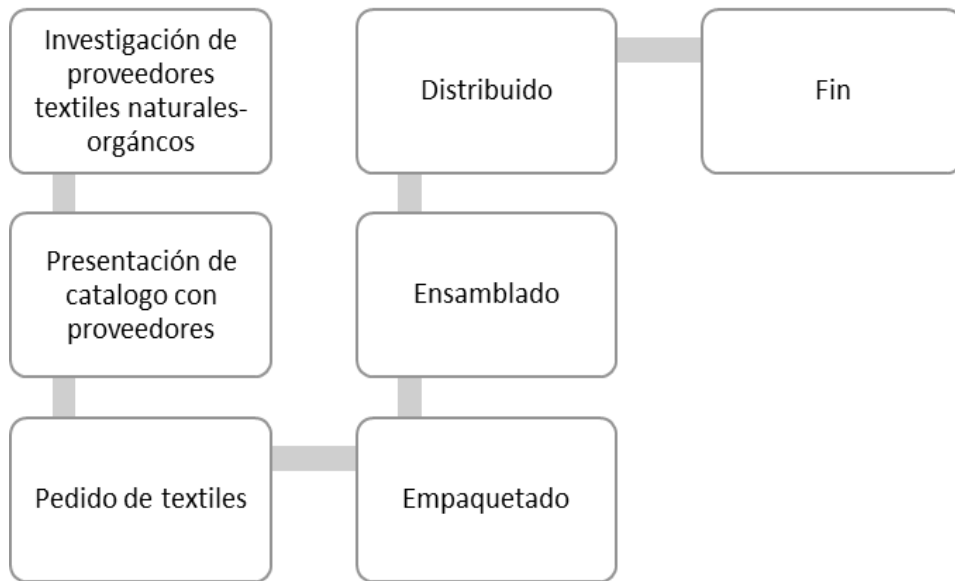 Investigación de
proveedores
textiles naturales-
orgáncos
Presentación de
catalogo con
proveedores
Pedido de textiles
Empaquetado
Ensamblado
Distribuido
Fin